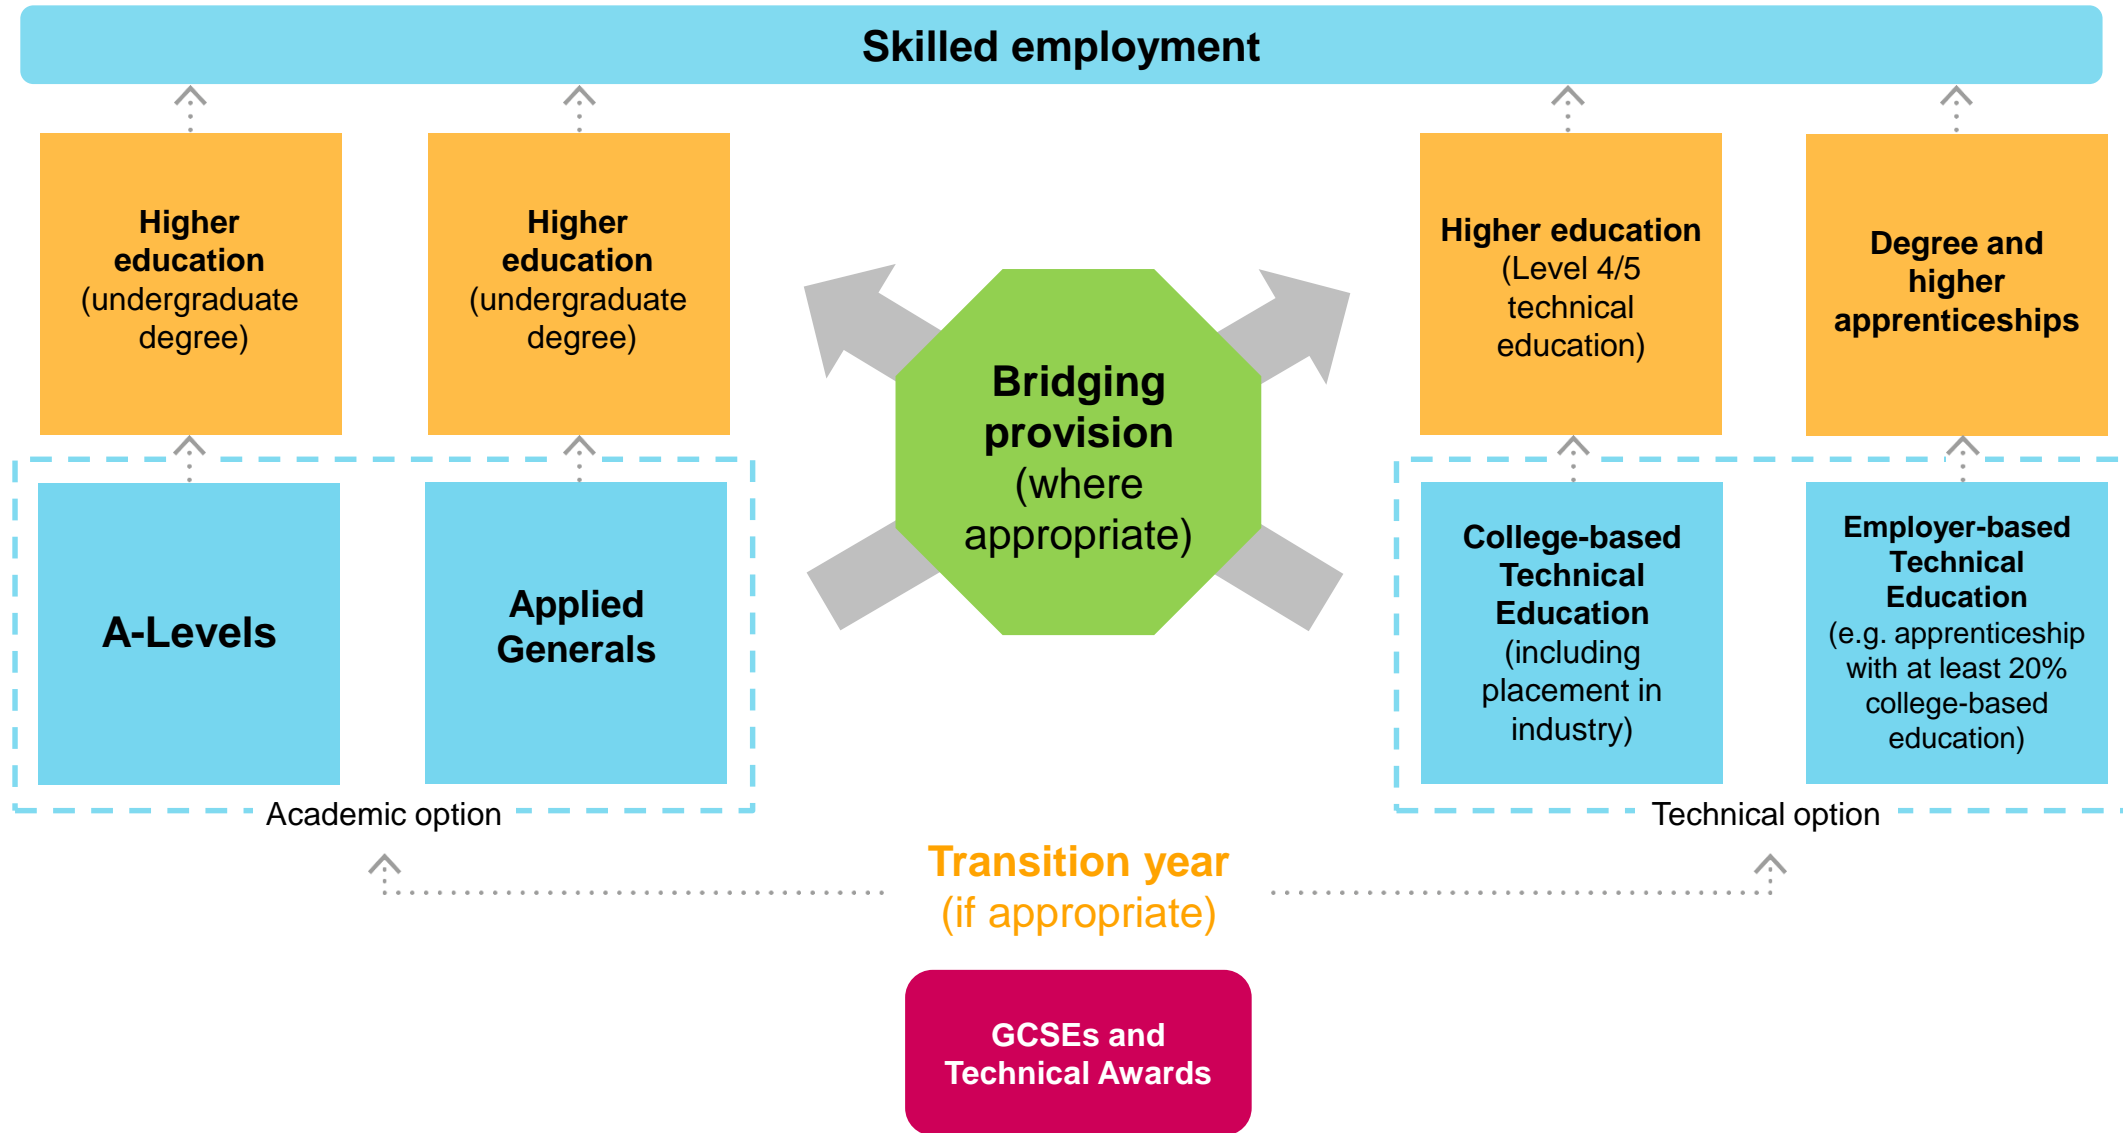 Skilled employment
Higher
education
(undergraduate
degree)
Higher
education
(undergraduate
degree)
Higher education
(Level 4/5
technical
education)
Degree and
higher
apprenticeships
Bridging
provision
(where
appropriate)
A-Levels
Applied
Generals
College-based
Technical
Education
(including
placement in
industry)
Employer-based
Technical
Education
(e.g. apprenticeship
with at least 20%
college-based
education)
Academic option
Technical option
Transition year
(if appropriate)
GCSEs and
Technical Awards